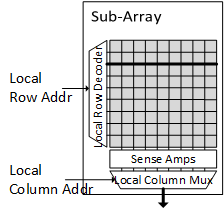 Sub-Array
Local
Row Addr
Local Row Decoder
Sense Amps
Local
Column Addr
Local Column Mux